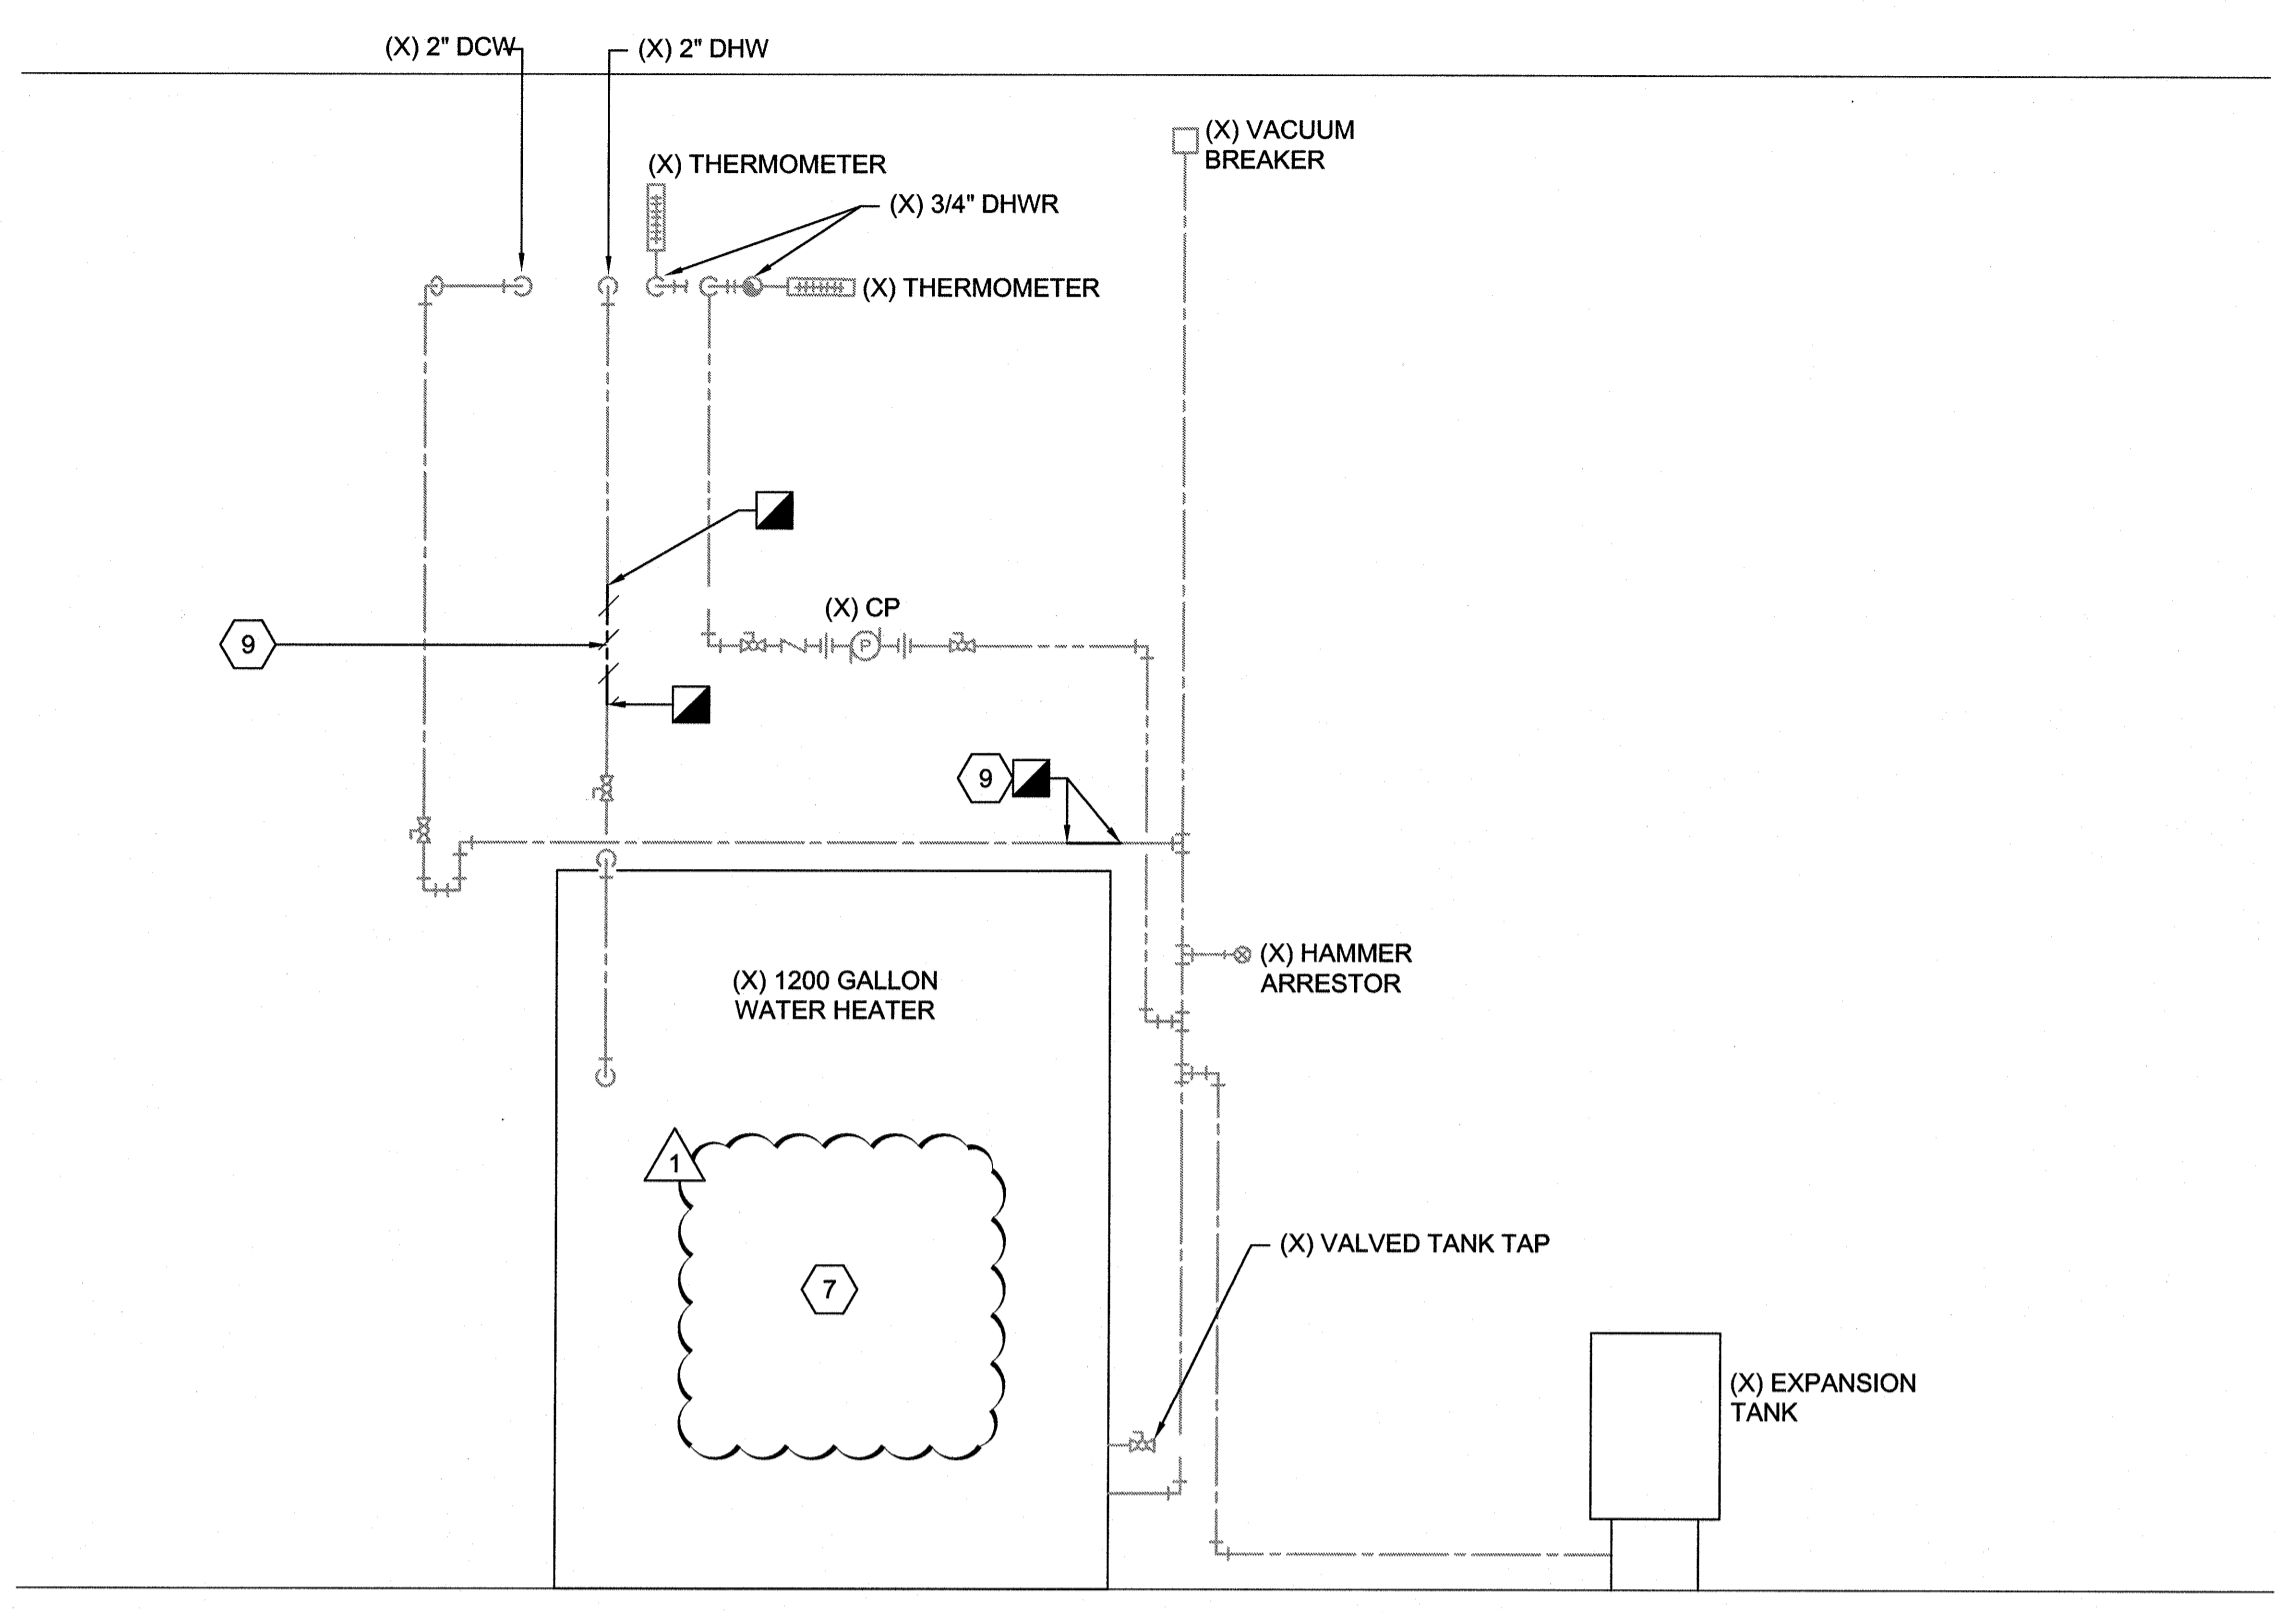 (X) 2" DCW
(X) 2" DHW
(X) VACUUM
BREAKER
(X) THERMOMETER
(X) 3/4" DHWR
(X) THERMOMETER
(X) CP
P
9
9
(X) HAMMER
ARRESTOR
(X) 1200 GALLON
WATER HEATER
1
(X) VALVED TANK TAP
7
(X) EXPANSION
TANK